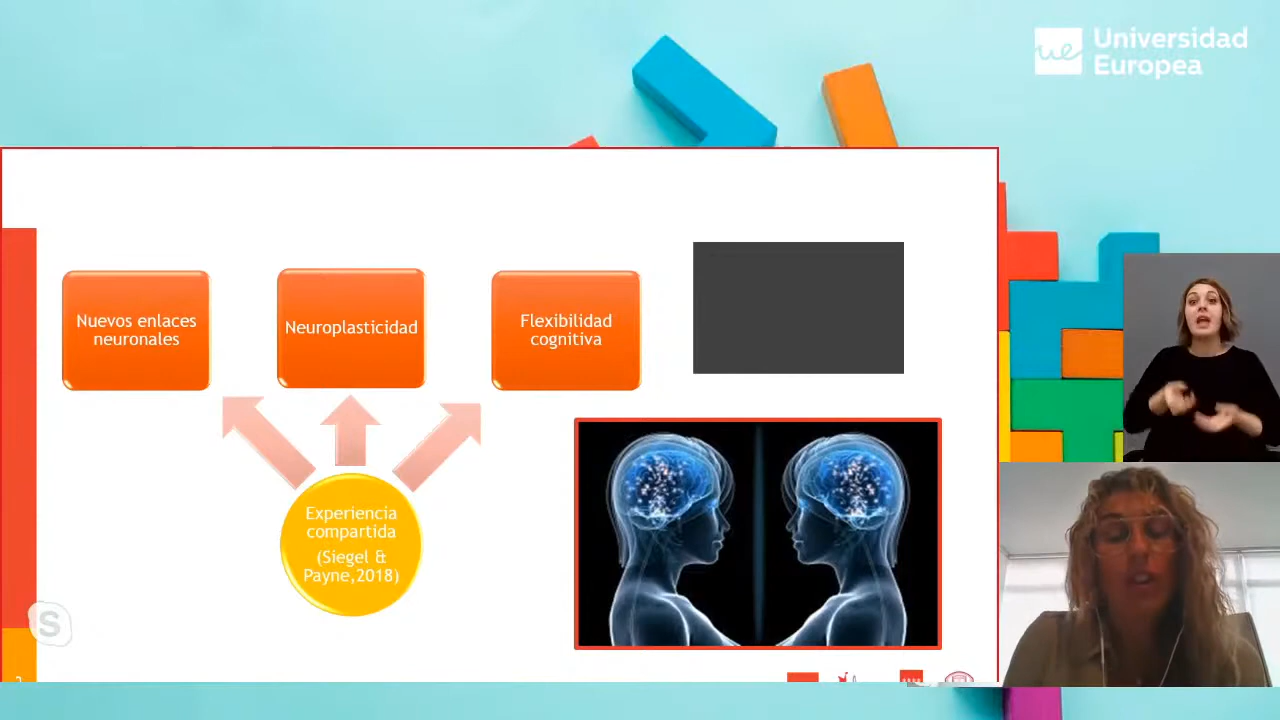 Universidad
Europea
Nuevos enlaces
neuronales
Neuroplasticidad
Flexibilidad
cognitiva
Experiencia
compartida
(Siegel &
Payne,2018)
S